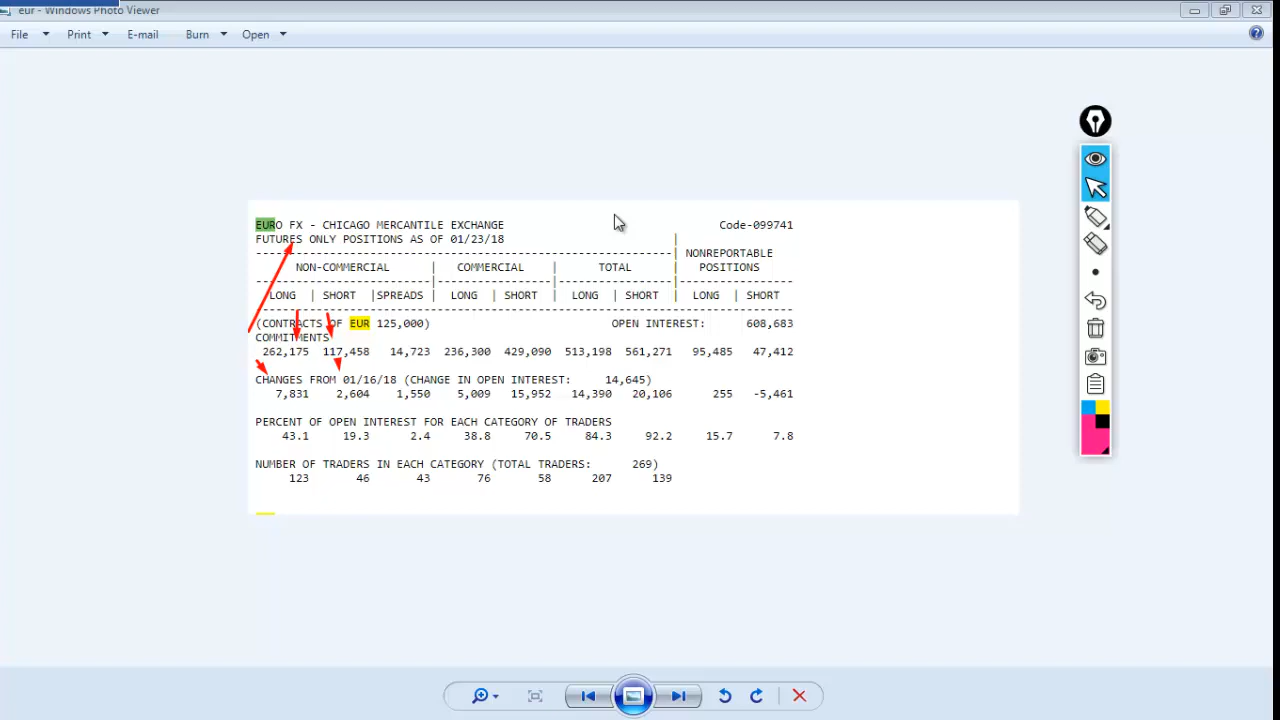 eur - Windows Photo Viewer
File Print E-mail Burn Open
EURO FX - CHICAGO MERCANTILE EXCHANGE Code-099741
FUTURES ONLY POSITIONS AS OF 01/23/18 |
--------------------------------------------------------------| NONREPORTABLE
NON-COMMERCIAL | COMMERCIAL | TOTAL | POSITIONS
--------------------------|-----------------|-----------------|-----------------
LONG | SHORT |SPREADS | LONG | SHORT | LONG | SHORT | LONG | SHORT
--------------------------------------------------------------------------------
(CONTRACTS OF EUR 125,000) OPEN INTEREST: 608,683
COMMITMENTS
262,175 117,458 14,723 236,300 429,090 513,198 561,271 95,485 47,412
CHANGES FROM 01/16/18 (CHANGE IN OPEN INTEREST: 14,645)
7,831 2,604 1,550 5,009 15,952 14,390 20,106 255 -5,461
PERCENT OF OPEN INTEREST FOR EACH CATEGORY OF TRADERS
43.1 19.3 2.4 38.8 70.5 84.3 92.2 15.7 7.8
NUMBER OF TRADERS IN EACH CATEGORY (TOTAL TRADERS: 269)
123 46 43 76 58 207 139